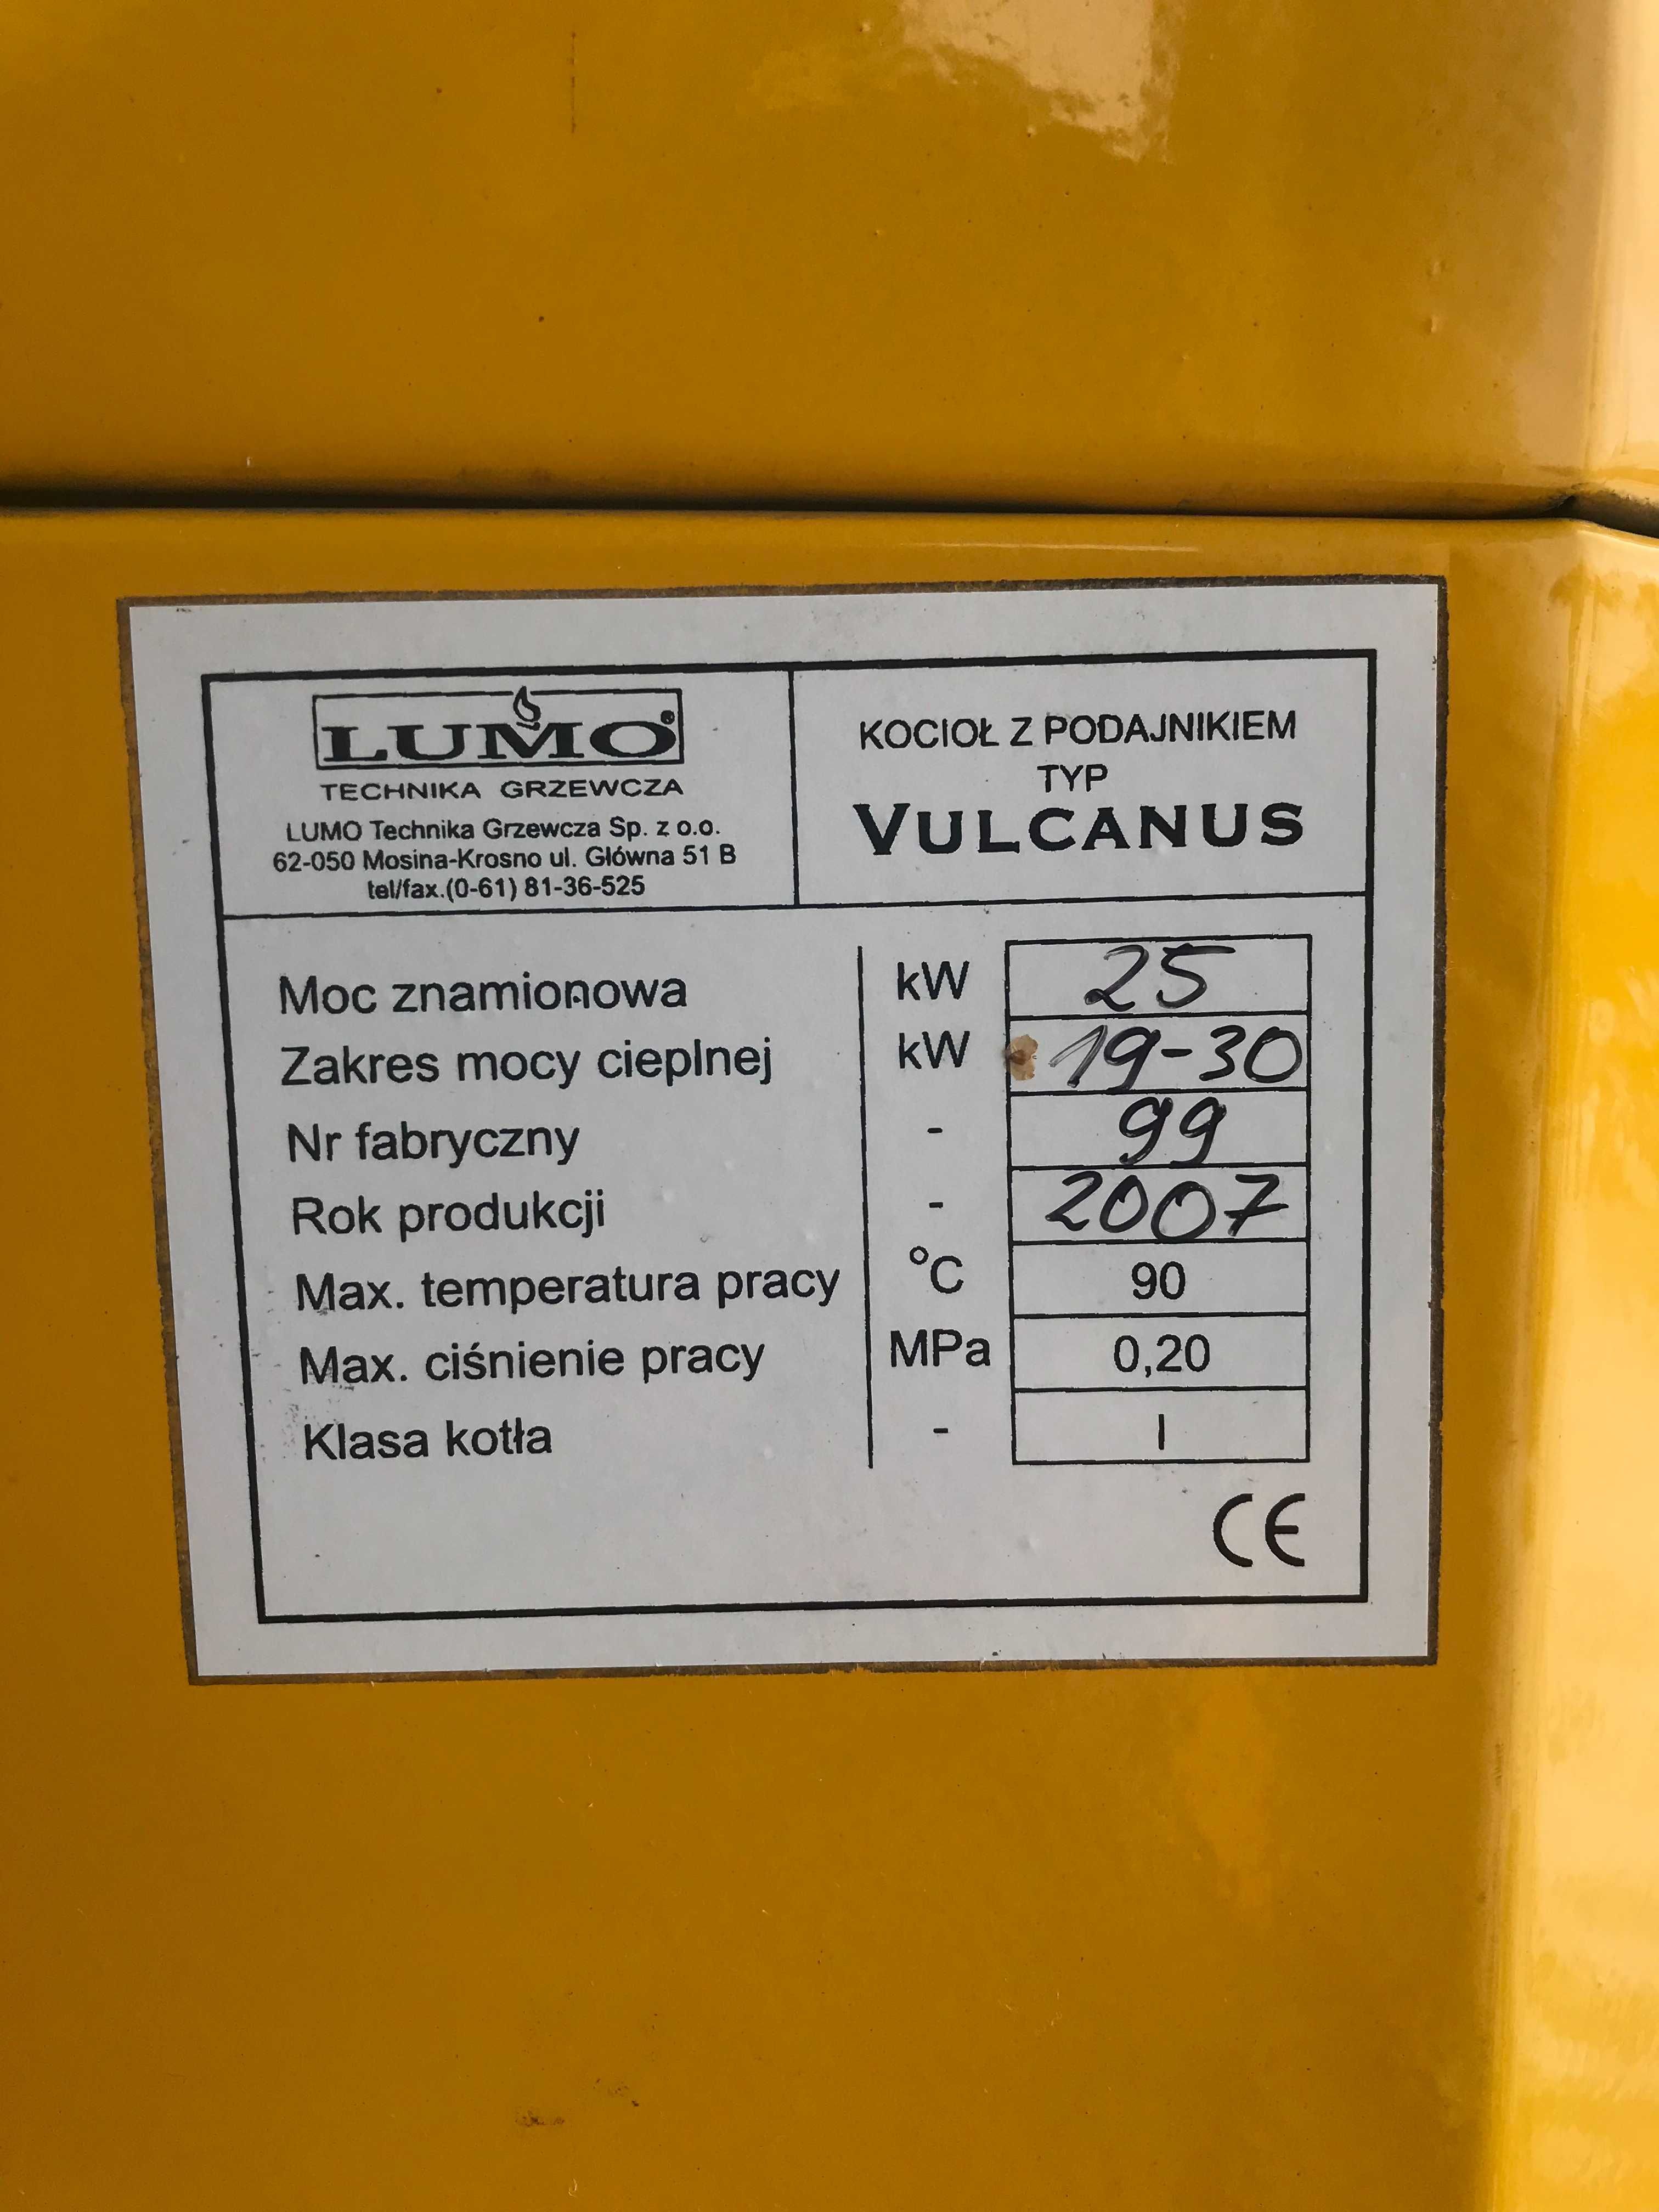 LUMO®
TECHNIKA GRZEWCZA
LUMO Technika Grzewcza Sp. z o.o.
62-050 Mosina-Krosno ul. Główna 51 B
tel/fax.(0-61) 81-36-525
KOCIOŁ Z PODAJNIKIEM
TYP
VULCANUS
Moc znamionowa kW 25
Zakres mocy cieplnej kW 19-30
Nr fabryczny - 99
Rok produkcji - 2007
Max. temperatura pracy °C 90
Max. ciśnienie pracy MPa 0,20
Klasa kotła - I
CE